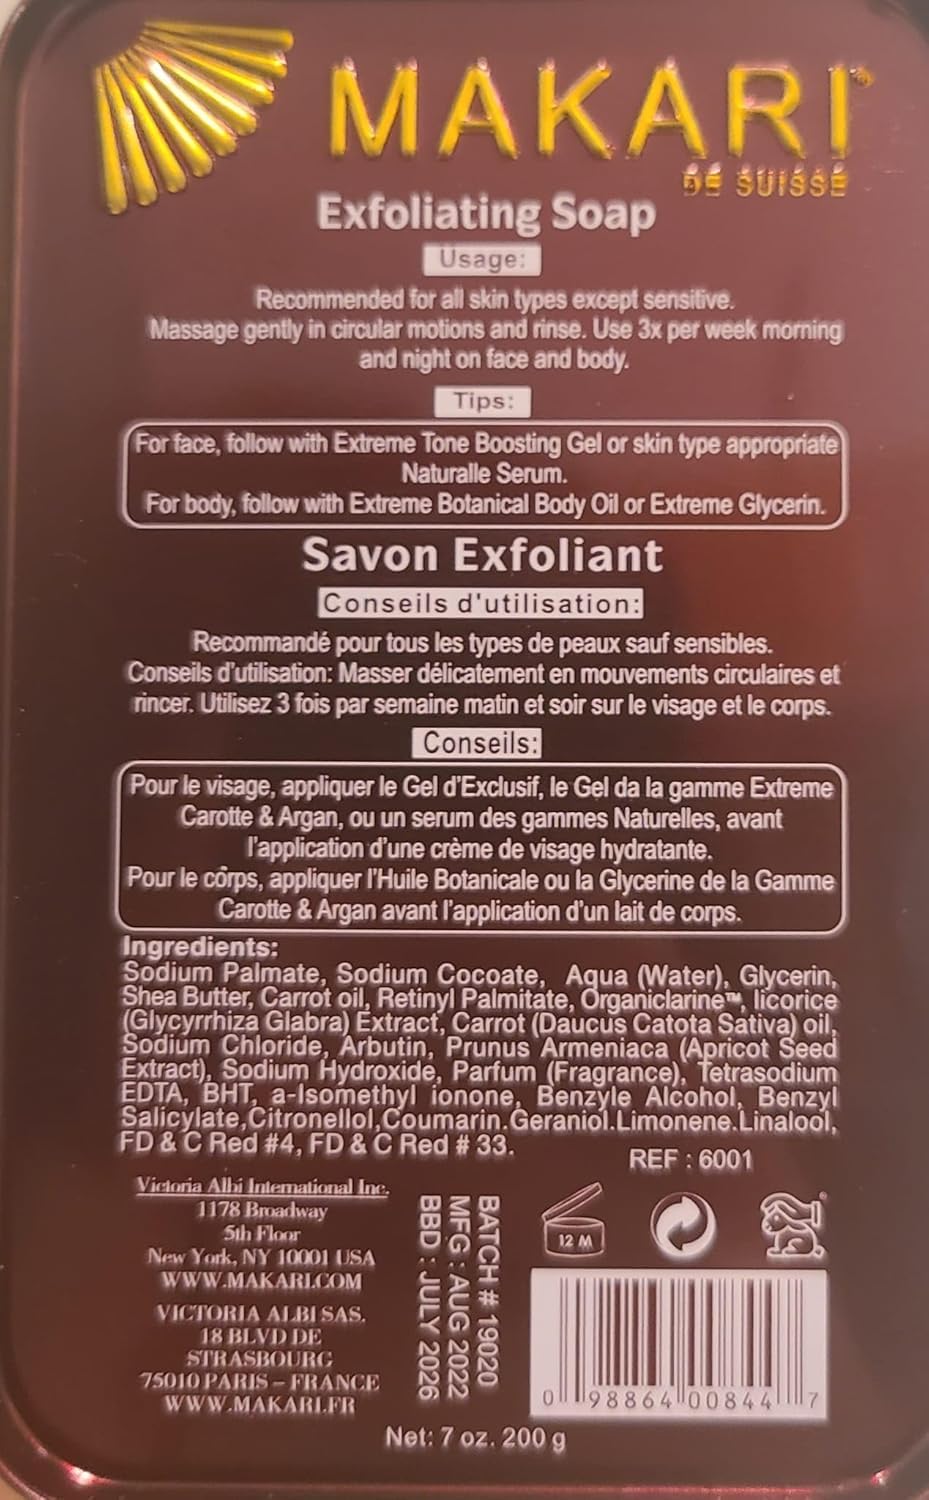 MAKARI®
DE SUISSE
Exfoliating Soap
Usage:
Recommended for all skin types except sensitive.
Massage gently in circular motions and rinse. Use 3x per week morning
and night on face and body.
Tips:
For face, follow with Extreme Tone Boosting Gel or skin type appropriate
Naturalle Serum.
For body, follow with Extreme Botanical Body Oil or Extreme Glycerin.
Savon Exfoliant
Conseils d'utilisation:
Recommandé pour tous les types de peaux sauf sensibles.
Conseils d'utilisation: Masser délicatement en mouvements circulaires et
rincer. Utilisez 3 fois par semaine matin et soir sur le visage et le corps.
Conseils:
Pour le visage, appliquer le Gel d'Exclusif, le Gel da la gamme Extreme
Carotte & Argan, ou un serum des gammes Naturelles, avant
l'application d'une crème de visage hydratante.
Pour le côrps, appliquer l'Huile Botanicale ou la Glycerine de la Gamme
Carotte & Argan avant l'application d'un lait de corps.
Ingredients:
Sodium Palmate, Sodium Cocoate, Aqua (Water), Glycerin,
Shea Butter, Carrot oil, Retinyl Palmitate, Organiclarine™, licorice
(Glycyrrhiza Glabra) Extract, Carrot (Daucus Catota Sativa) oil,
Sodium Chloride, Arbutin, Prunus Armeniaca (Apricot Seed
Extract), Sodium Hydroxide, Parfum (Fragrance), Tetrasodium
EDTA, BHT, a-Isomethyl ionone, Benzyle Alcohol, Benzyl
Salicylate,Citronellol,Coumarin.Geraniol.Limonene.Linalool,
FD & C Red #4, FD & C Red # 33.
REF : 6001
Victoria Albi International Inc.
1178 Broadway
5th Floor
New York, NY 10001 USA
WWW.MAKARI.COM
VICTORIA ALBI SAS.
18 BLVD DE
STRASBOURG
75010 PARIS – FRANCE
WWW.MAKARI.FR
BATCH # 19020
MFG : AUG 2022
BBD : JULY 2026
12 M
0 98864 00844 7
Net: 7 oz. 200 g